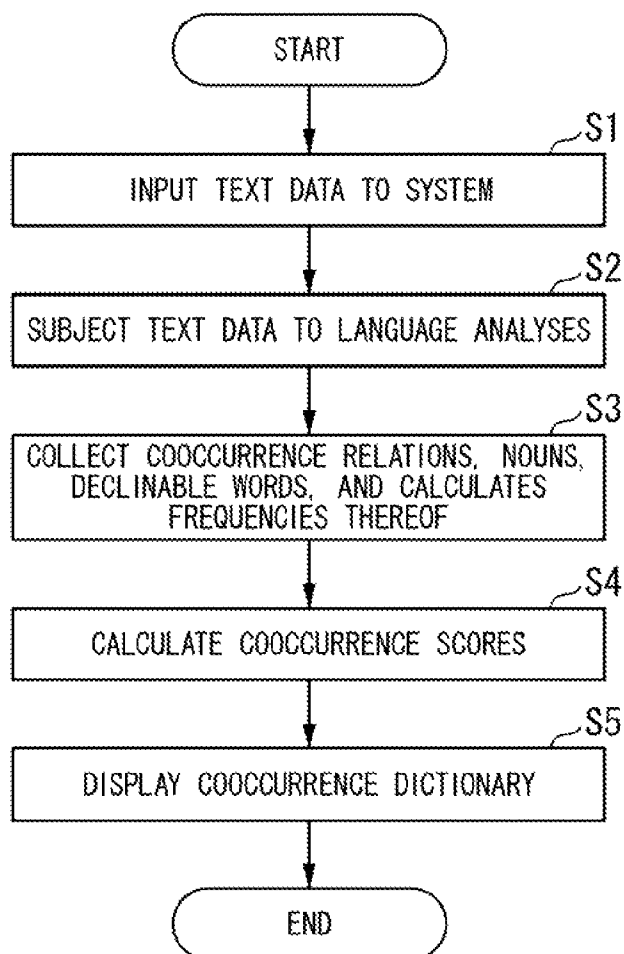 START
S1
INPUT TEXT DATA TO SYSTEM
S2
SUBJECT TEXT DATA TO LANGUAGE ANALYSES
S3
COLLECT COOCCURRENCE RELATIONS, NOUNS,
DECLINABLE WORDS, AND CALCULATES
FREQUENCIES THEREOF
S4
CALCULATE COOCCURRENCE SCORES
S5
DISPLAY COOCCURRENCE DICTIONARY
END